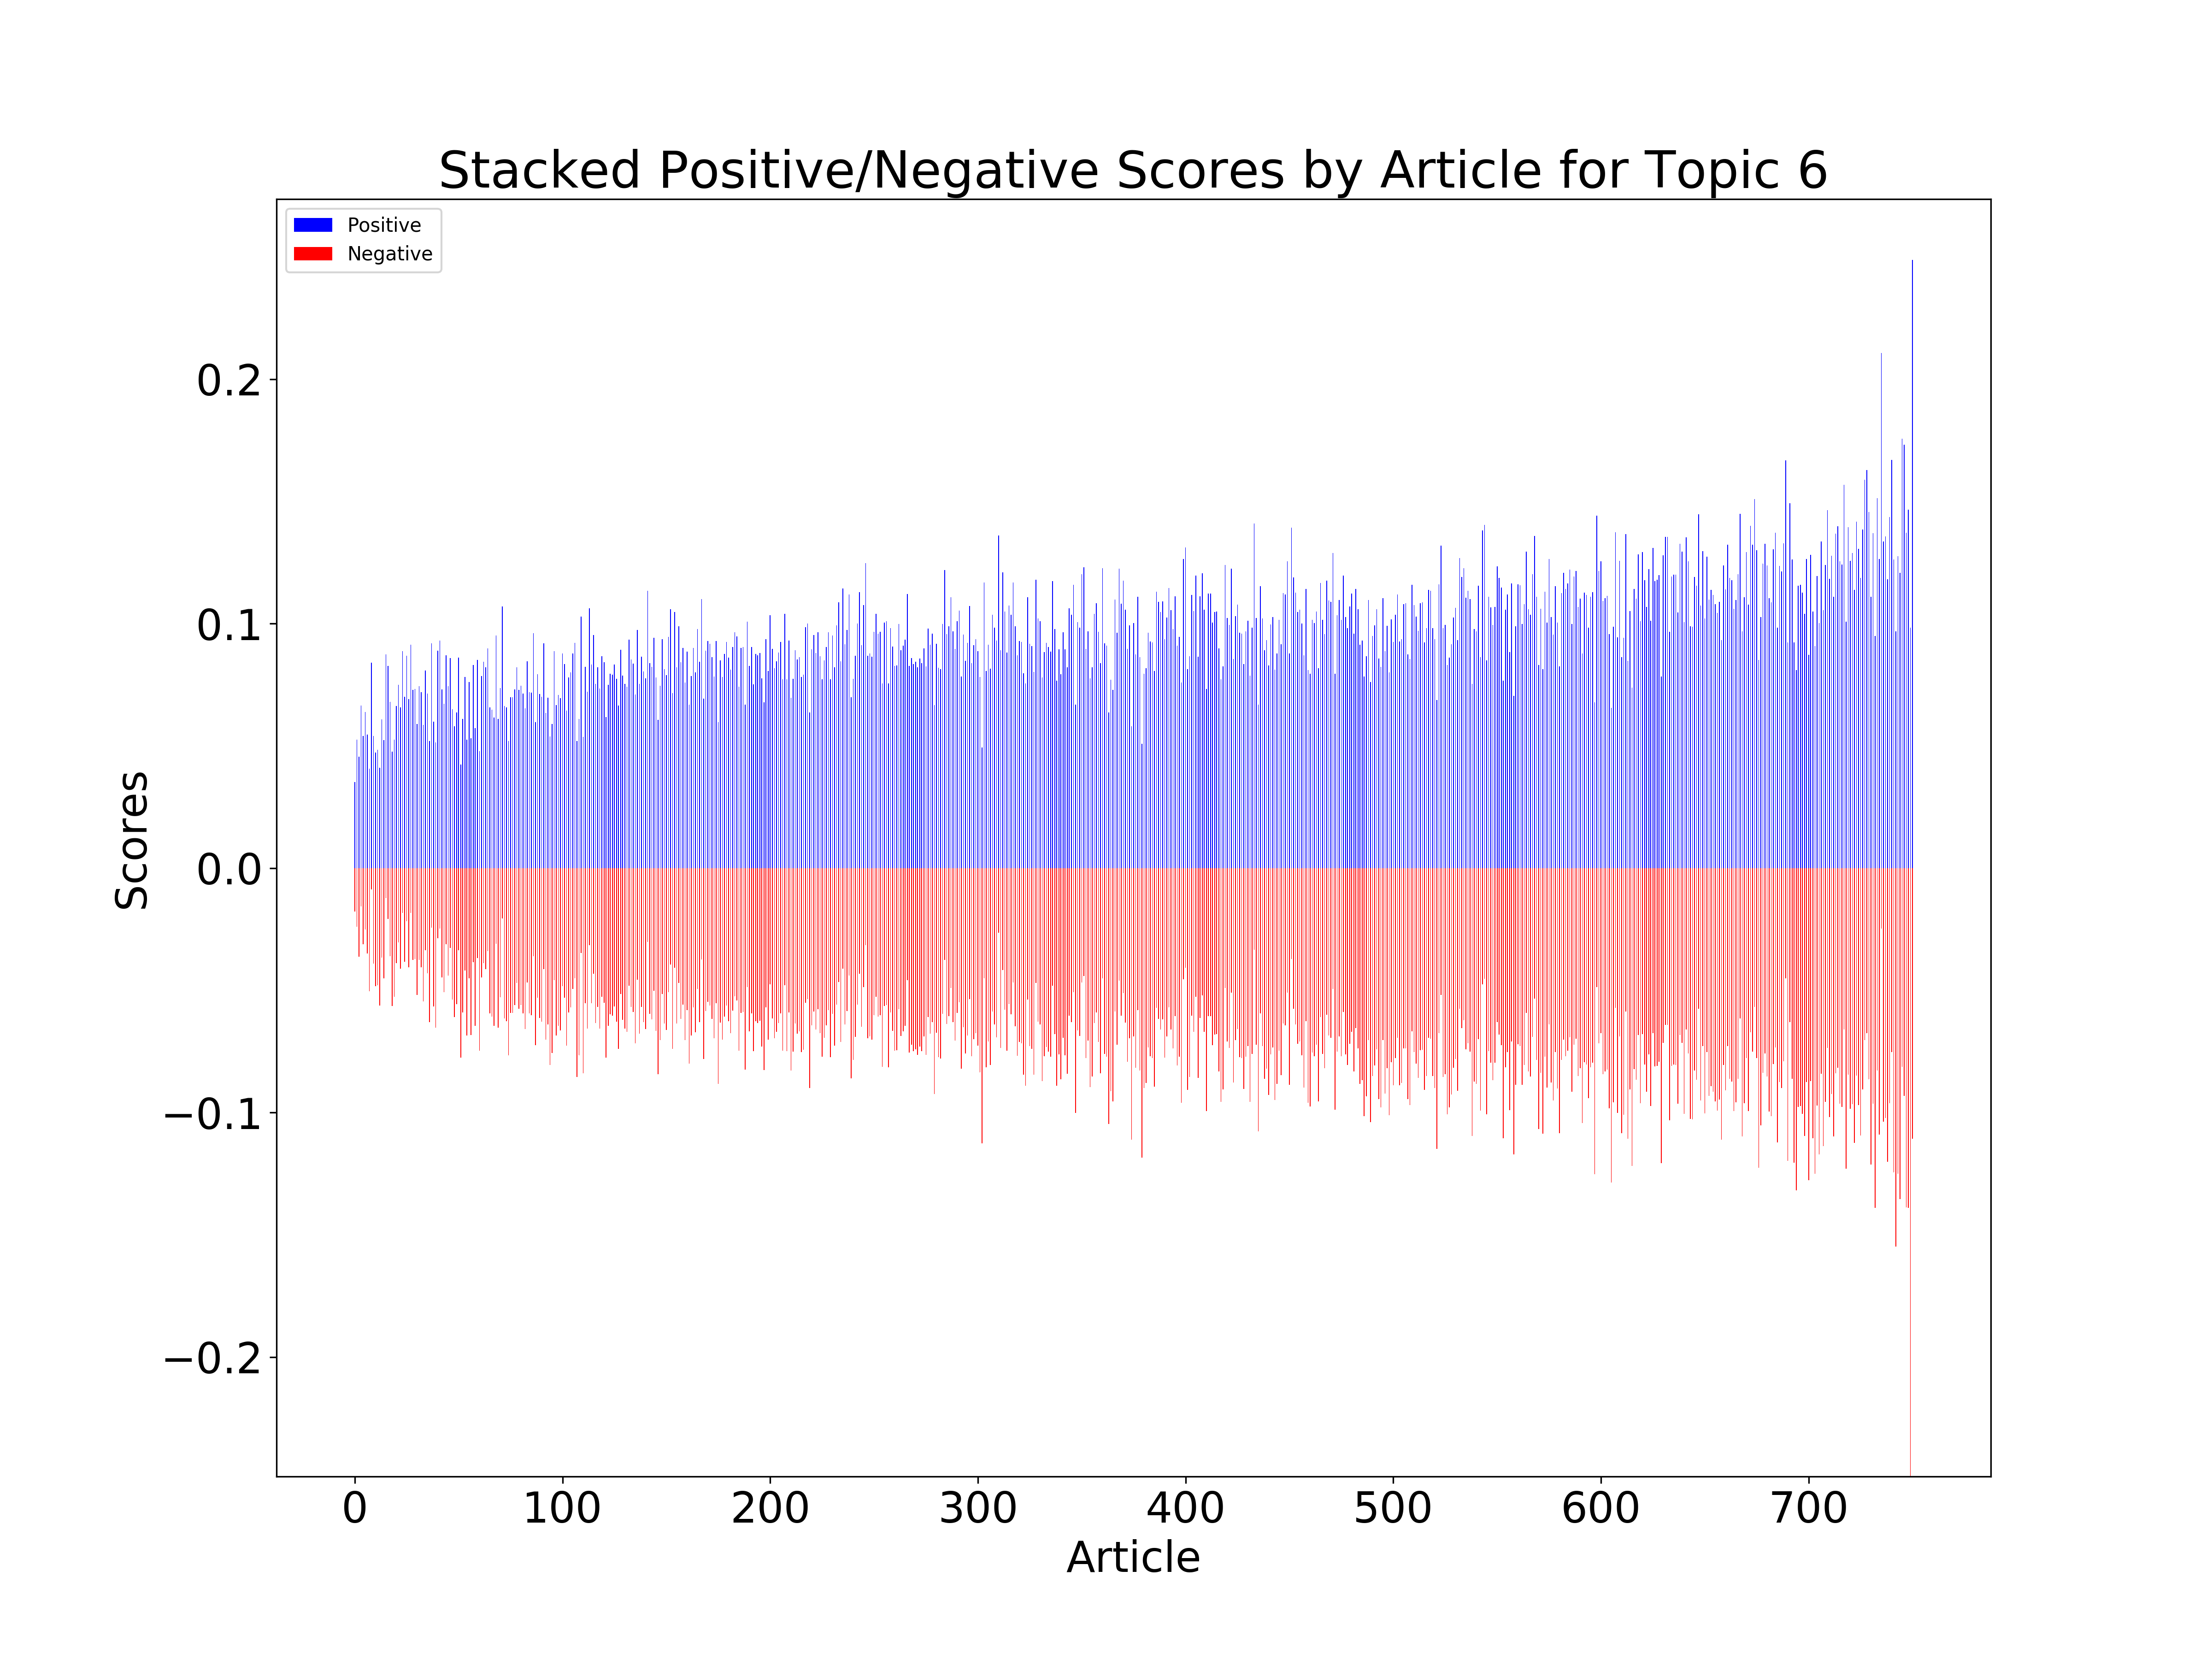 Stacked Positive/Negative Scores by Article for Topic 6
Positive
Negative
0.2
0.1
0.0
−0.1
−0.2
Scores
0 100 200 300 400 500 600 700
Article